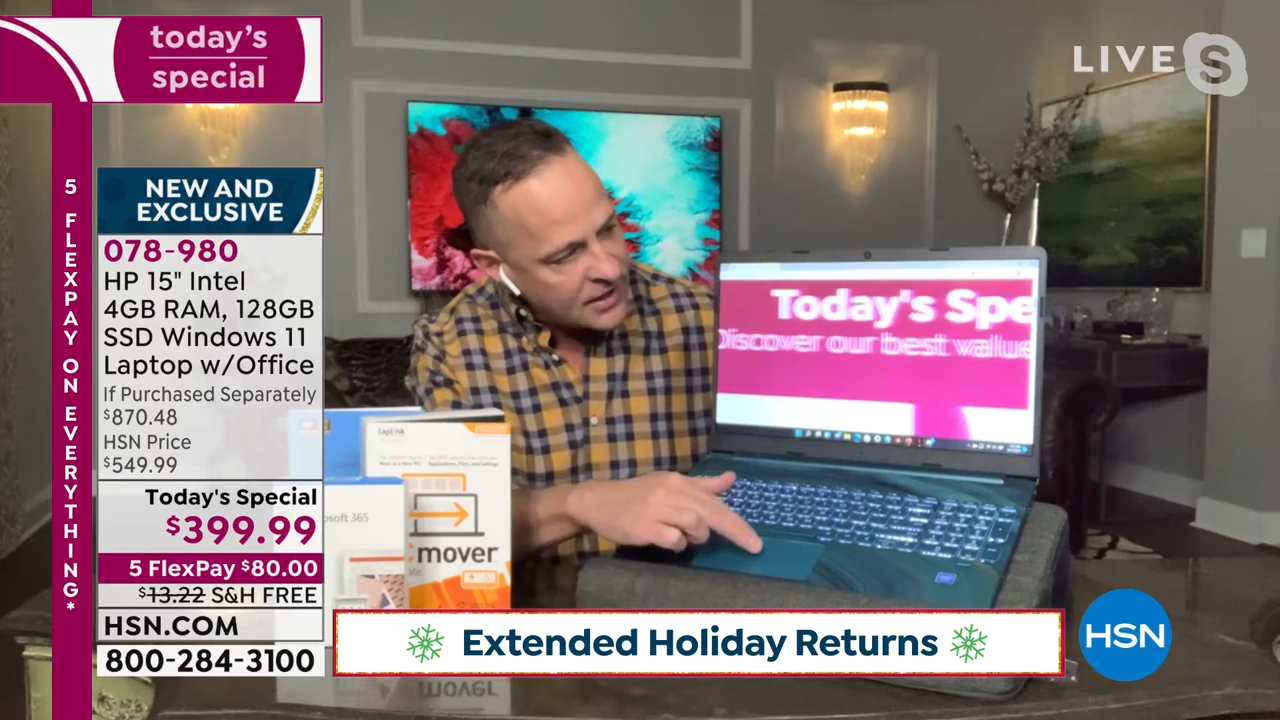 today's
special
5 FLEXPAY ON EVERYTHING*
NEW AND
EXCLUSIVE
078-980
HP 15" Intel
4GB RAM, 128GB
SSD Windows 11
Laptop w/Office
If Purchased Separately
$870.48
HSN Price
$549.99
Today's Special
$399.99
5 FlexPay $80.00
$13.22 S&H FREE
HSN.COM
800-284-3100
LIVE S
Today's Spe
Discover our best value
laplink
osoft 365
mover
Extended Holiday Returns
HSN